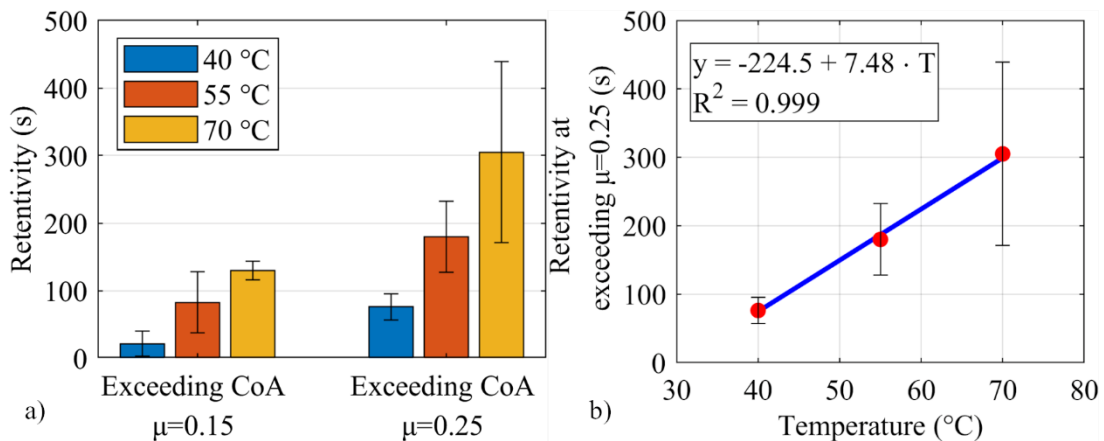 500
400
300
200
100
0
Retentivity (s)
40 °C
55 °C
70 °C
Exceeding CoA
μ=0.15
Exceeding CoA
μ=0.25
a)
Retentivity at
exceeding μ=0.25 (s)
500
400
300
200
100
0
y = -224.5 + 7.48 · T
R² = 0.999
30 40 50 60 70 80
Temperature (°C)
b)